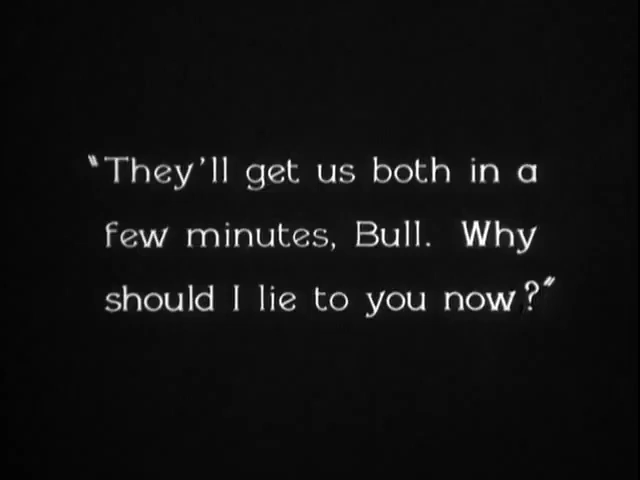 "They'll get us both in a
few minutes, Bull. Why
should I lie to you now?"